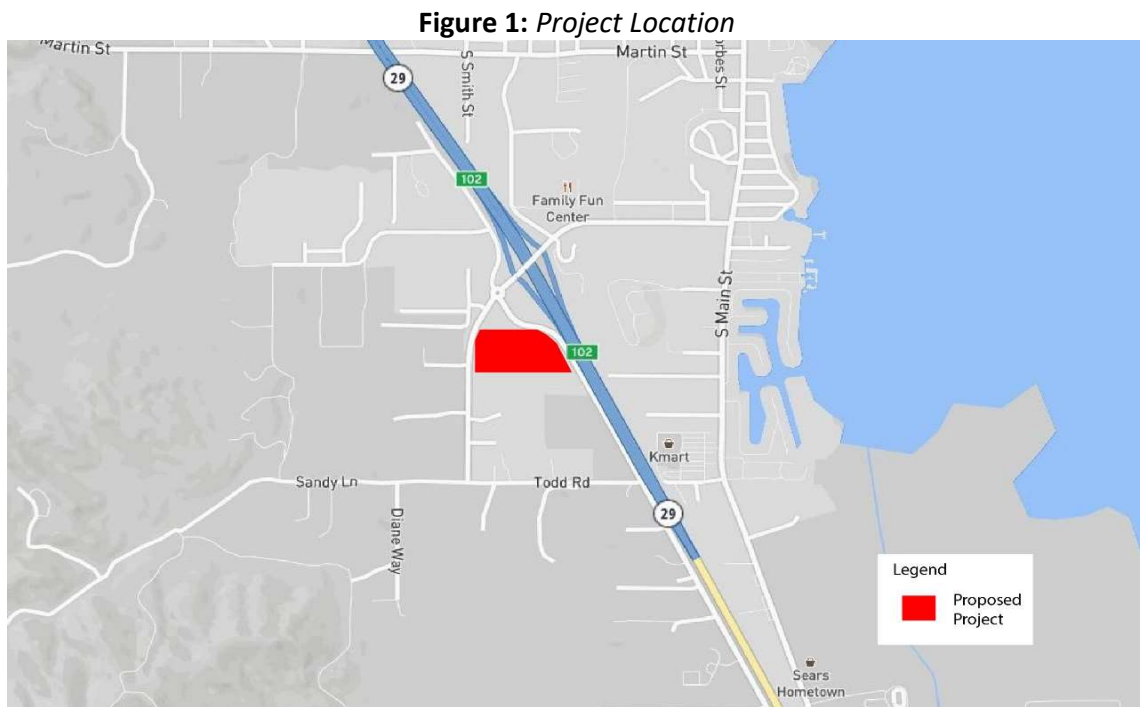 Figure 1: Project Location
Martin St
Martin St
S Smith St
orbes St
29
102
Family Fun
Center
S Main St
102
Kmart
Sandy Ln
Todd Rd
Diane Way
29
Legend
Proposed
Project
Sears
Hometown